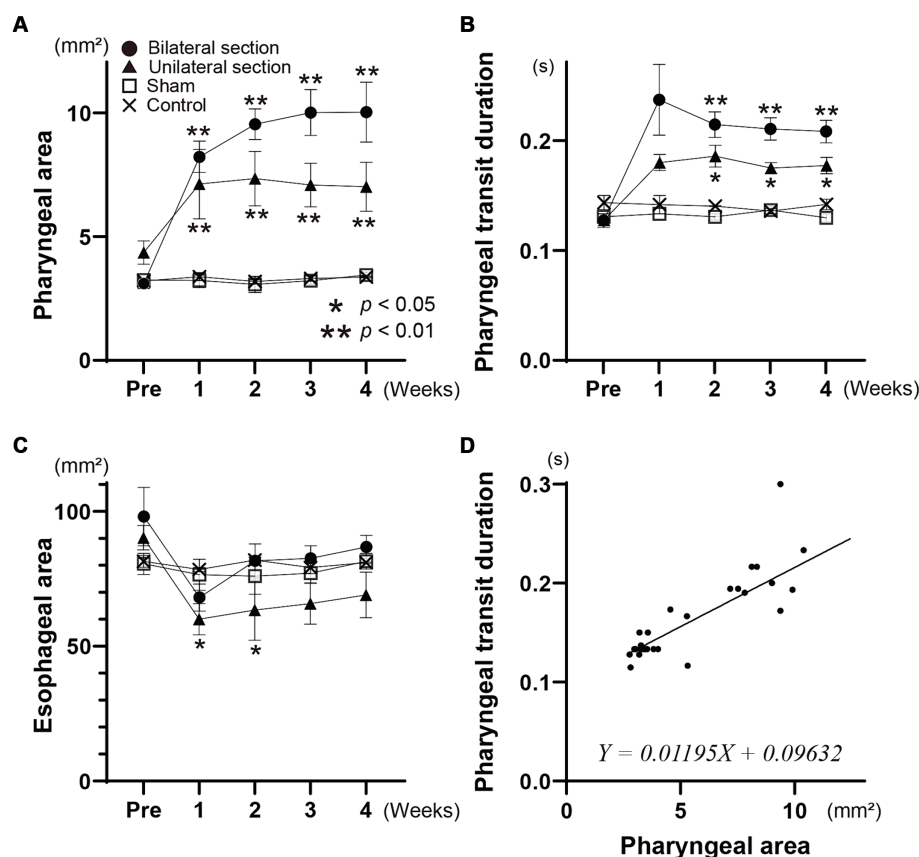 A
(mm²)
Bilateral section
Unilateral section
Sham
Control
Pharyngeal area
10
5
0
**
**
**
**
**
**
**
**
* p < 0.05
** p < 0.01
Pre 1 2 3 4 (Weeks)
B
(s)
Pharyngeal transit duration
0.2
0.1
0.0
**
**
**
*
*
*
Pre 1 2 3 4 (Weeks)
C
(mm²)
Esophageal area
100
50
0
*
*
Pre 1 2 3 4 (Weeks)
D
(s)
Pharyngeal transit duration
0.3
0.2
0.1
0.0
Y = 0.01195X + 0.09632
0 5 10 (mm²)
Pharyngeal area